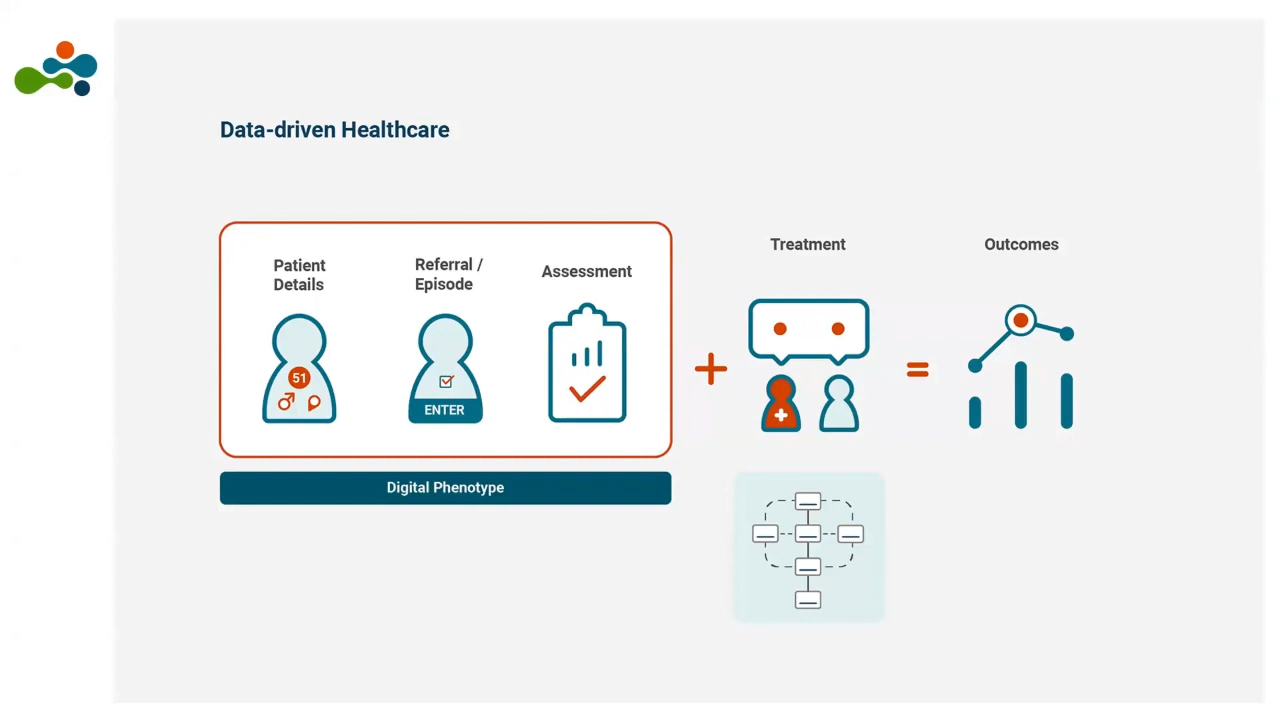 Data-driven Healthcare
Patient
Details
Referral /
Episode
Assessment
Treatment
Outcomes
51
ENTER
+
=
Digital Phenotype